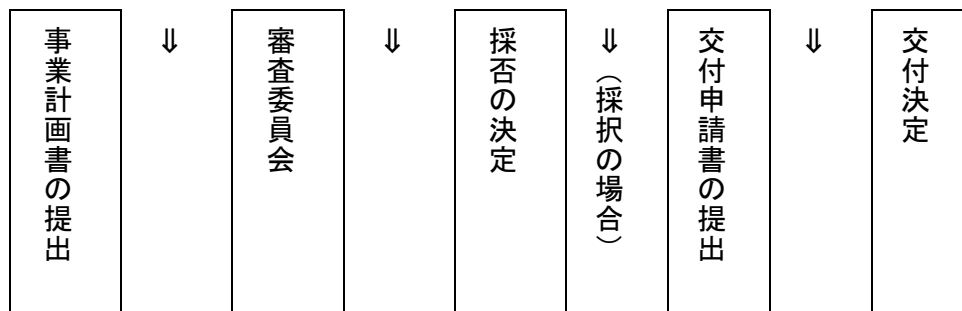 事業計画書の提出
⇓
審査委員会
⇓
採否の決定
⇓（採択の場合）
交付申請書の提出
⇓
交付決定